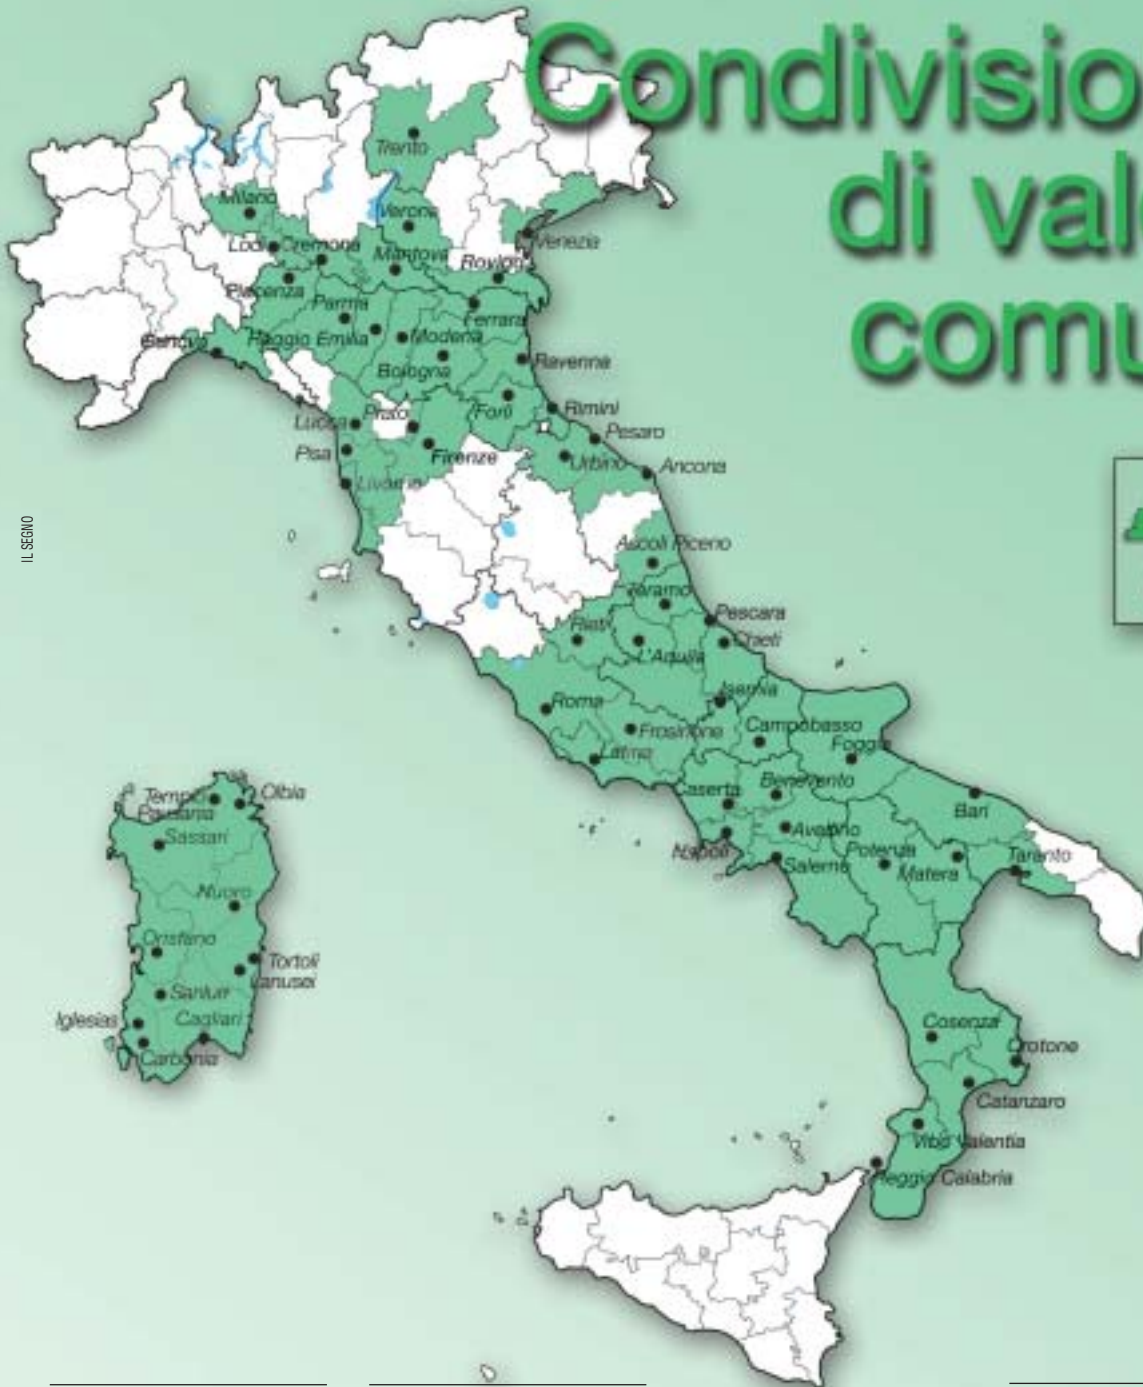 Condivisio
di val
comu
Trento
Milano
Verona
Venezia
Lodi
Cremona
Mantova
Rovigo
Piacenza
Parma
Ferrara
Genova
Reggio Emilia
Modena
Bologna
Ravenna
Forlì
Rimini
Lucca
Prato
Pesaro
Pisa
Firenze
Urbino
Ancona
Livorno
IL SEGNO
Ascoli Piceno
Teramo
Pescara
Rieti
Chieti
L'Aquila
Isernia
Roma
Frosinone
Campobasso
Foggia
Latina
Caserta
Benevento
Bari
Tempio
Pausania
Olbia
Sassari
Avellino
Napoli
Salerno
Potenza
Matera
Taranto
Nuoro
Oristano
Tortolì
Lanusei
Sanluri
Iglesias
Cagliari
Carbonia
Cosenza
Crotone
Catanzaro
Vibo Valentia
Reggio Calabria